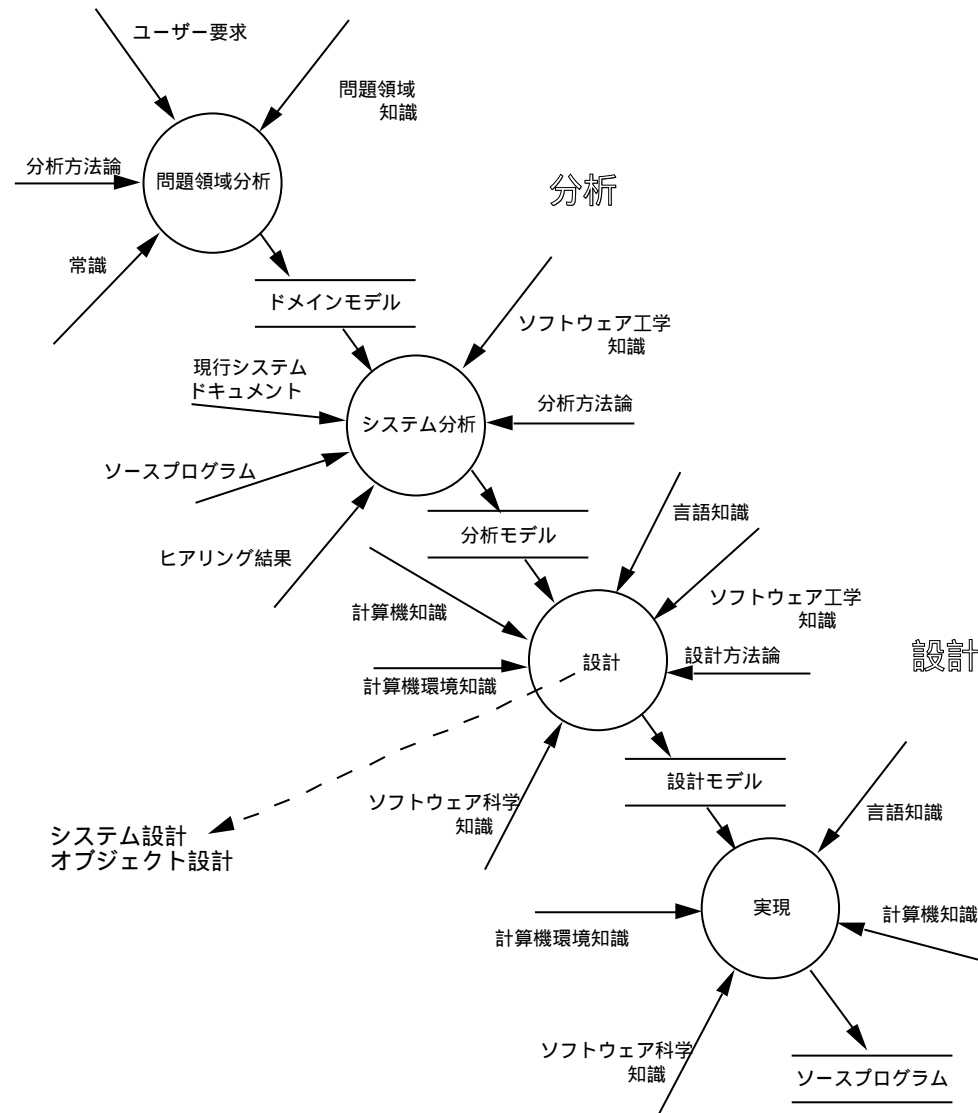 ユーザー要求
問題領域
知識
分析方法論
問題領域分析
分析
常識
ドメインモデル
ソフトウェア工学
知識
現行システム
ドキュメント
分析方法論
システム分析
ソースプログラム
言語知識
分析モデル
ヒアリング結果
計算機知識
ソフトウェア工学
知識
設計方法論
設計
設計
計算機環境知識
設計モデル
ソフトウェア科学
知識
言語知識
システム設計
オブジェクト設計
実現
計算機知識
計算機環境知識
ソフトウェア科学
知識
ソースプログラム